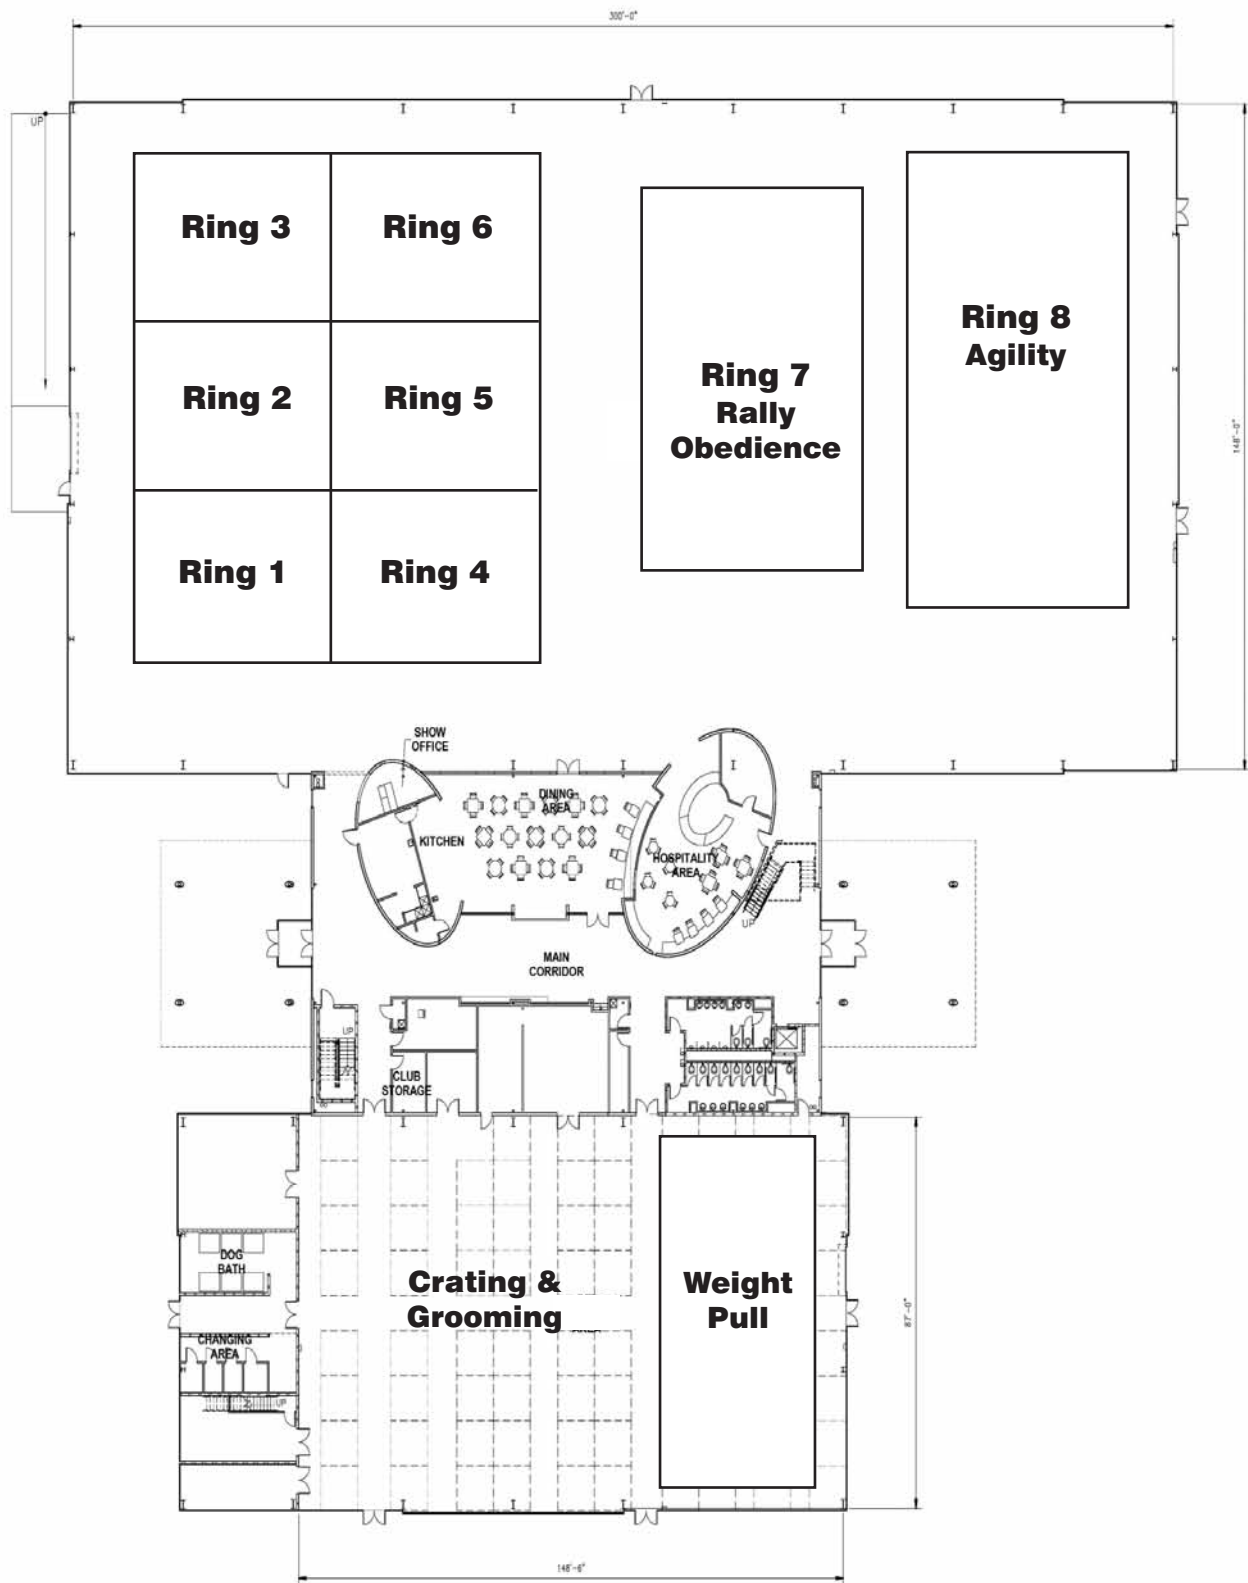 300'-0"
UP
Ring 3
Ring 6
Ring 8
Agility
Ring 7
Rally
Obedience
Ring 2
Ring 5
148'-0"
Ring 1
Ring 4
SHOW
OFFICE
DINING
AREA
KITCHEN
HOSPITALITY
AREA
UP
MAIN
CORRIDOR
UP
CLUB
STORAGE
DOG
BATH
Crating &
Grooming
AREA
Weight
Pull
87'-0"
CHANGING
AREA
UP
148'-6"